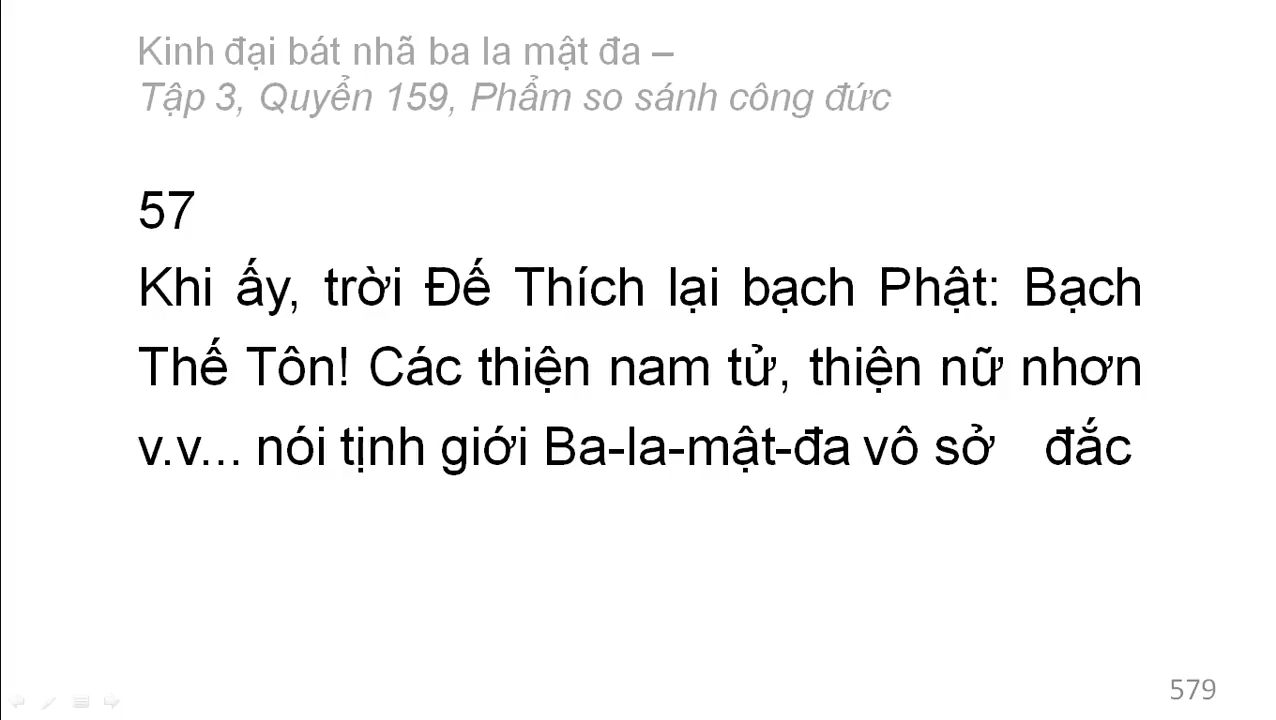 Kinh đại bát nhã ba la mật đa –
Tập 3, Quyển 159, Phẩm so sánh công đức
57
Khi ấy, trời Đế Thích lại bạch Phật: Bạch
Thế Tôn! Các thiện nam tử, thiện nữ nhơn
v.v... nói tịnh giới Ba-la-mật-đa vô sở đắc
579